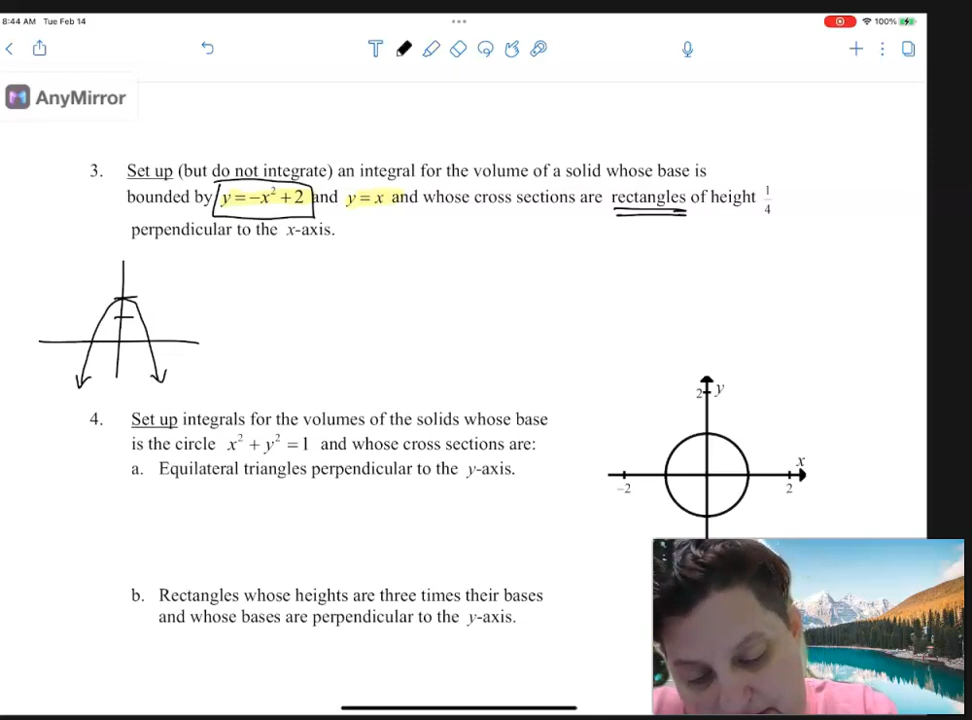 8:44 AM Tue Feb 14
100%
T
AnyMirror
3. Set up (but do not integrate) an integral for the volume of a solid whose base is
bounded by y = −x² + 2 and y = x and whose cross sections are rectangles of height 1/4
perpendicular to the x-axis.
4. Set up integrals for the volumes of the solids whose base
is the circle x² + y² = 1 and whose cross sections are:
a. Equilateral triangles perpendicular to the y-axis.
2 y
x
−2 2
b. Rectangles whose heights are three times their bases
and whose bases are perpendicular to the y-axis.